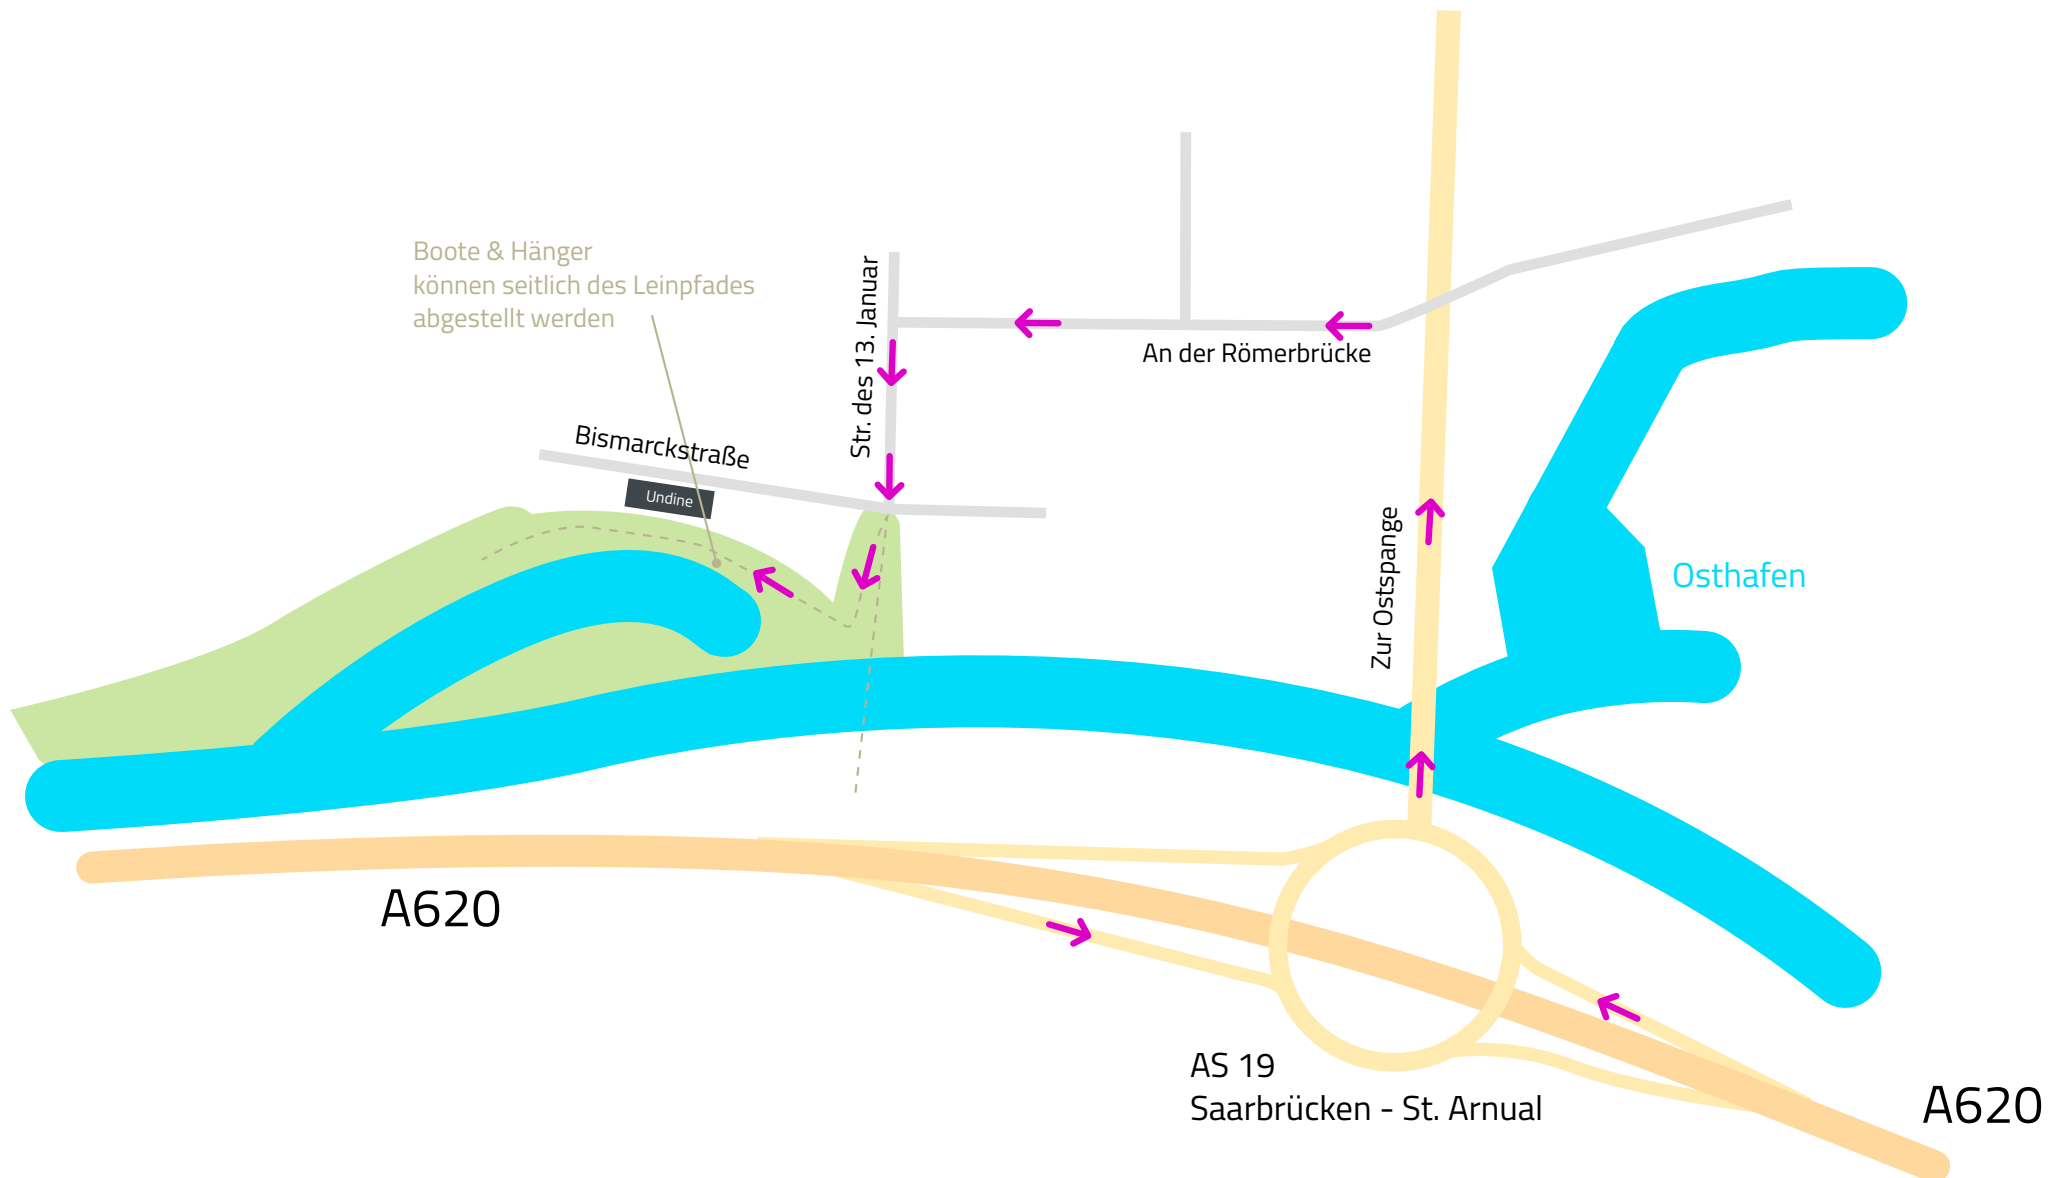 Boote & Hänger
können seitlich des Leinpfades
abgestellt werden
Str. des 13. Januar
An der Römerbrücke
Bismarckstraße
Undine
Zur Ostspange
Osthafen
A620
AS 19
Saarbrücken - St. Arnual
A620